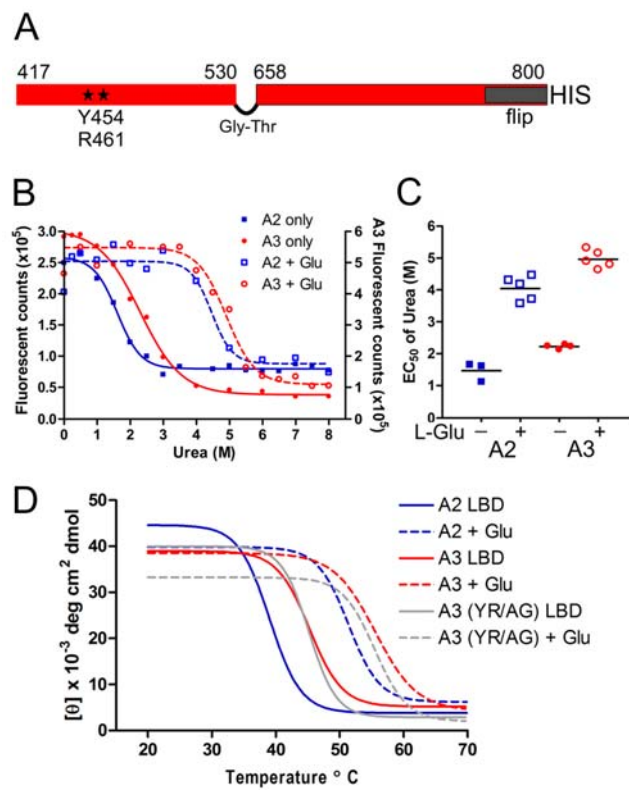 A
417 530 658 800
★★ HIS
Y454 Gly-Thr flip
R461
B
A2 only
A3 only
A2 + Glu
A3 + Glu
Fluorescent counts (x10⁵)
3.0
2.5
2.0
1.5
1.0
0.5
0.0
0 1 2 3 4 5 6 7 8
Urea (M)
6
5
4
3
2
1
0
A3 Fluorescent counts (x10⁵)
C
EC₅₀ of Urea (M)
6
5
4
3
2
1
0
L-Glu − + − +
A2 A3
D
[θ] x 10⁻³ deg cm² dmol
50
40
30
20
10
0
20 30 40 50 60 70
Temperature ° C
A2 LBD
A2 + Glu
A3 LBD
A3 + Glu
A3 (YR/AG) LBD
A3 (YR/AG) + Glu